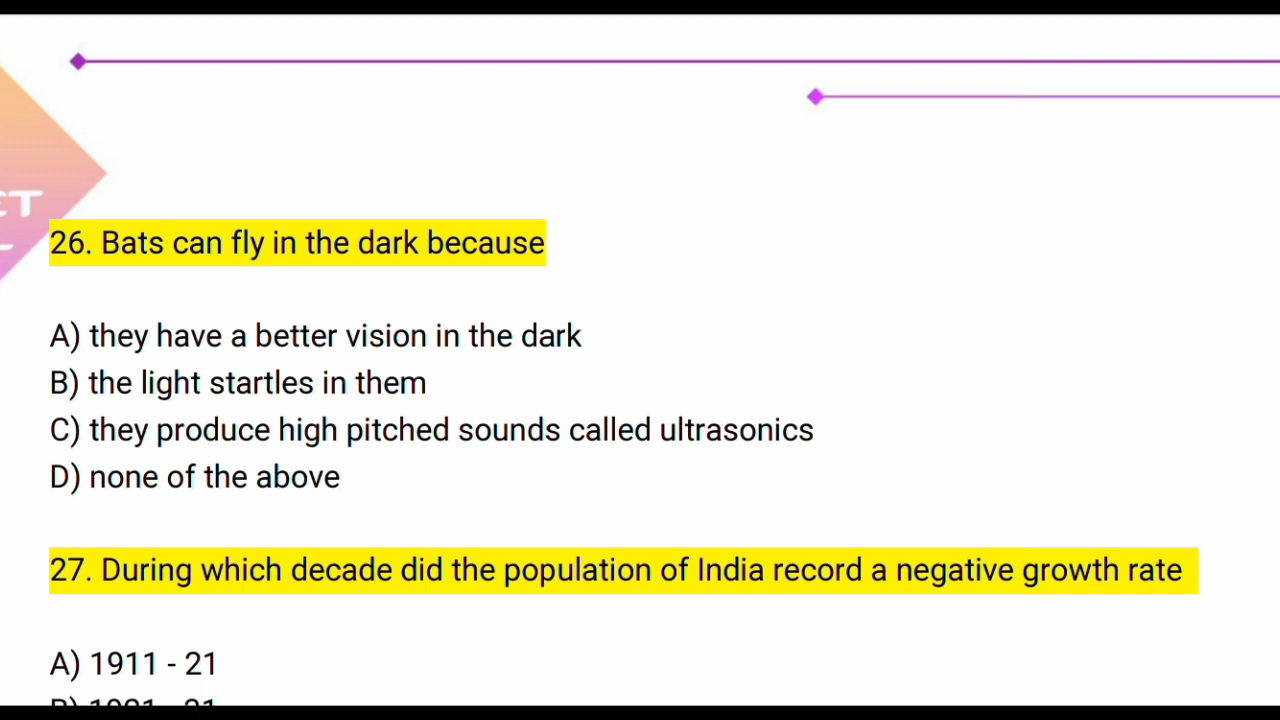 26. Bats can fly in the dark because
A) they have a better vision in the dark
B) the light startles in them
C) they produce high pitched sounds called ultrasonics
D) none of the above
27. During which decade did the population of India record a negative growth rate
A) 1911 - 21